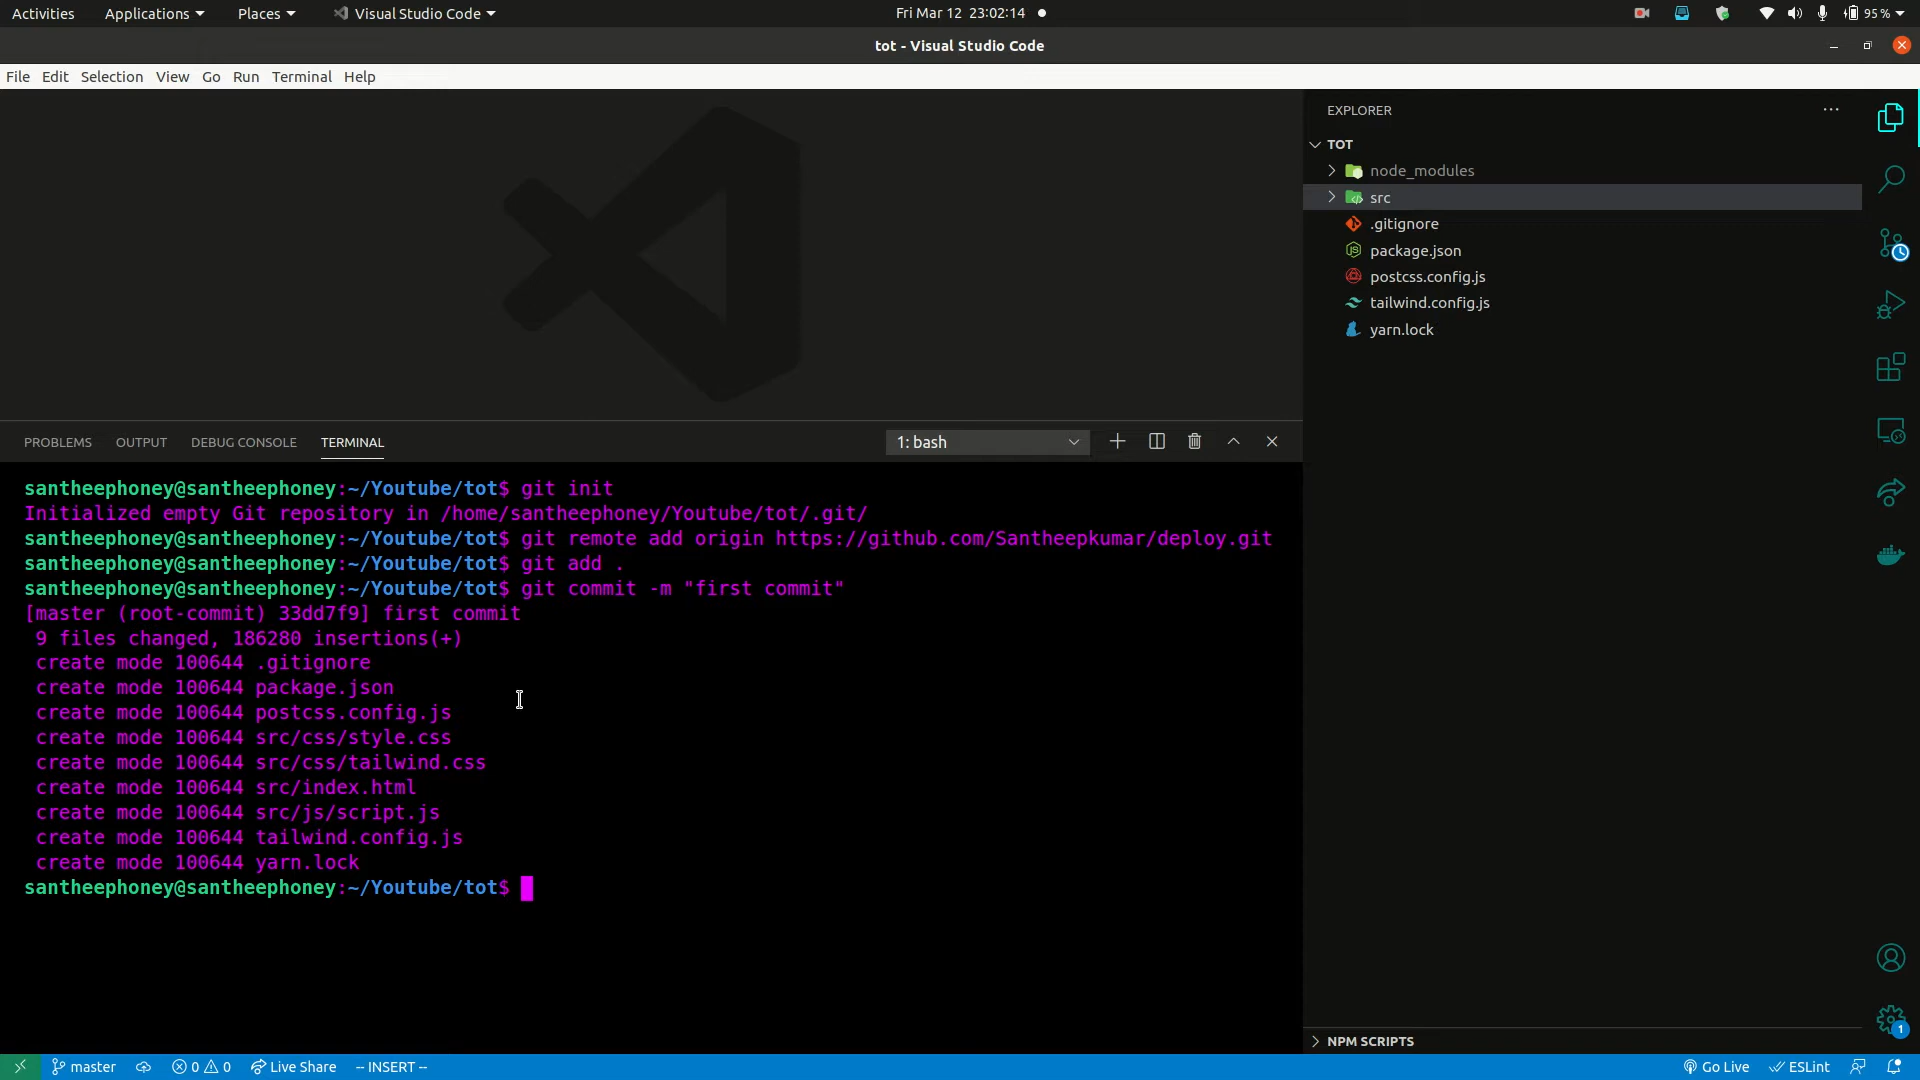 Activities Applications Places Visual Studio Code Fri Mar 12 23:02:14 95 %
tot - Visual Studio Code
File Edit Selection View Go Run Terminal Help
EXPLORER
TOT
node_modules
src
.gitignore
package.json
postcss.config.js
tailwind.config.js
yarn.lock
PROBLEMS OUTPUT DEBUG CONSOLE TERMINAL 1: bash
santheephoney@santheephoney:~/Youtube/tot$ git init
Initialized empty Git repository in /home/santheephoney/Youtube/tot/.git/
santheephoney@santheephoney:~/Youtube/tot$ git remote add origin https://github.com/Santheepkumar/deploy.git
santheephoney@santheephoney:~/Youtube/tot$ git add .
santheephoney@santheephoney:~/Youtube/tot$ git commit -m "first commit"
[master (root-commit) 33dd7f9] first commit
9 files changed, 186280 insertions(+)
create mode 100644 .gitignore
create mode 100644 package.json
create mode 100644 postcss.config.js
create mode 100644 src/css/style.css
create mode 100644 src/css/tailwind.css
create mode 100644 src/index.html
create mode 100644 src/js/script.js
create mode 100644 tailwind.config.js
create mode 100644 yarn.lock
santheephoney@santheephoney:~/Youtube/tot$
NPM SCRIPTS
1
master 0 0 Live Share -- INSERT -- Go Live ESLint